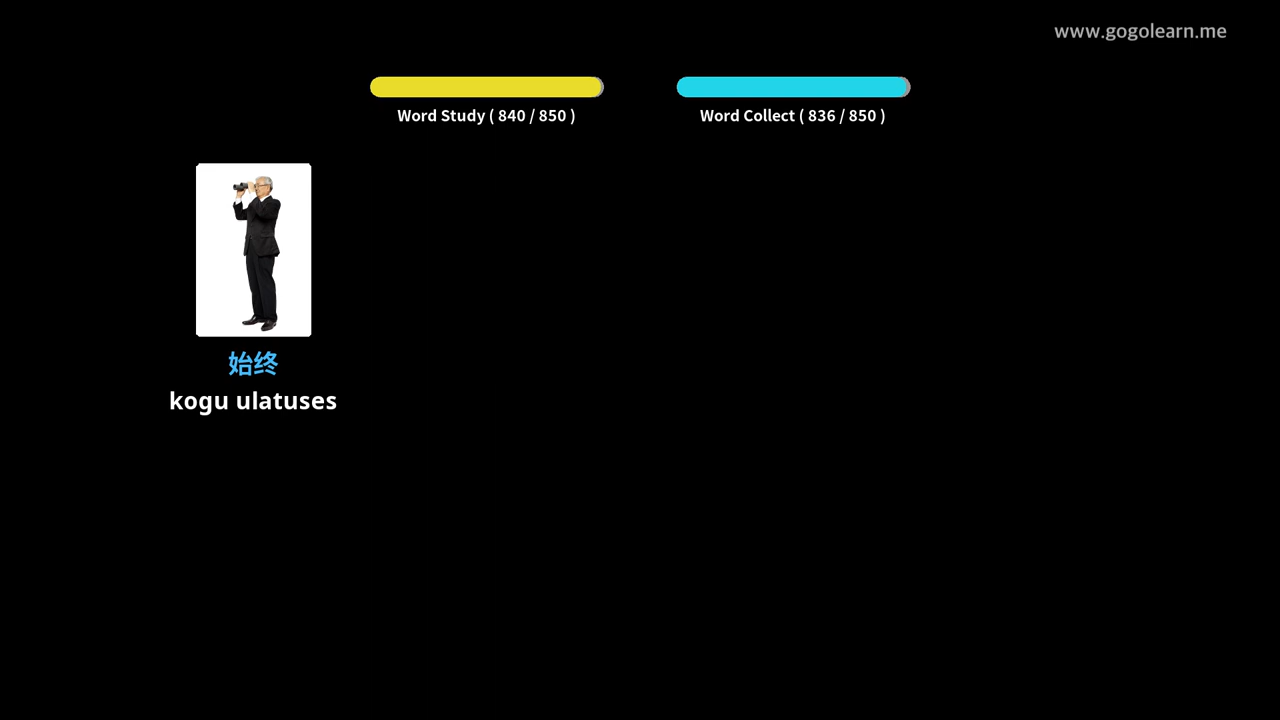 www.gogolearn.me
Word Study ( 840 / 850 )
Word Collect ( 836 / 850 )
始终
kogu ulatuses